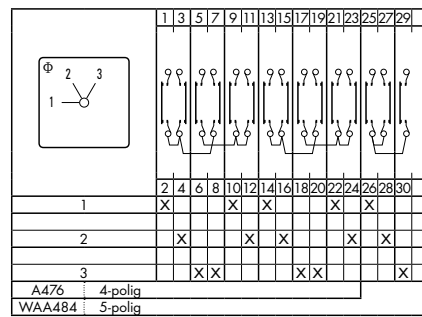 1 3 5 7 9 11 13 15 17 19 21 23 25 27 29
Φ 2 3
1
2 4 6 8 10 12 14 16 18 20 22 24 26 28 30
1 X X X X X
2 X X X X X
3 X X X X X
A476 4-polig
WAA484 5-polig